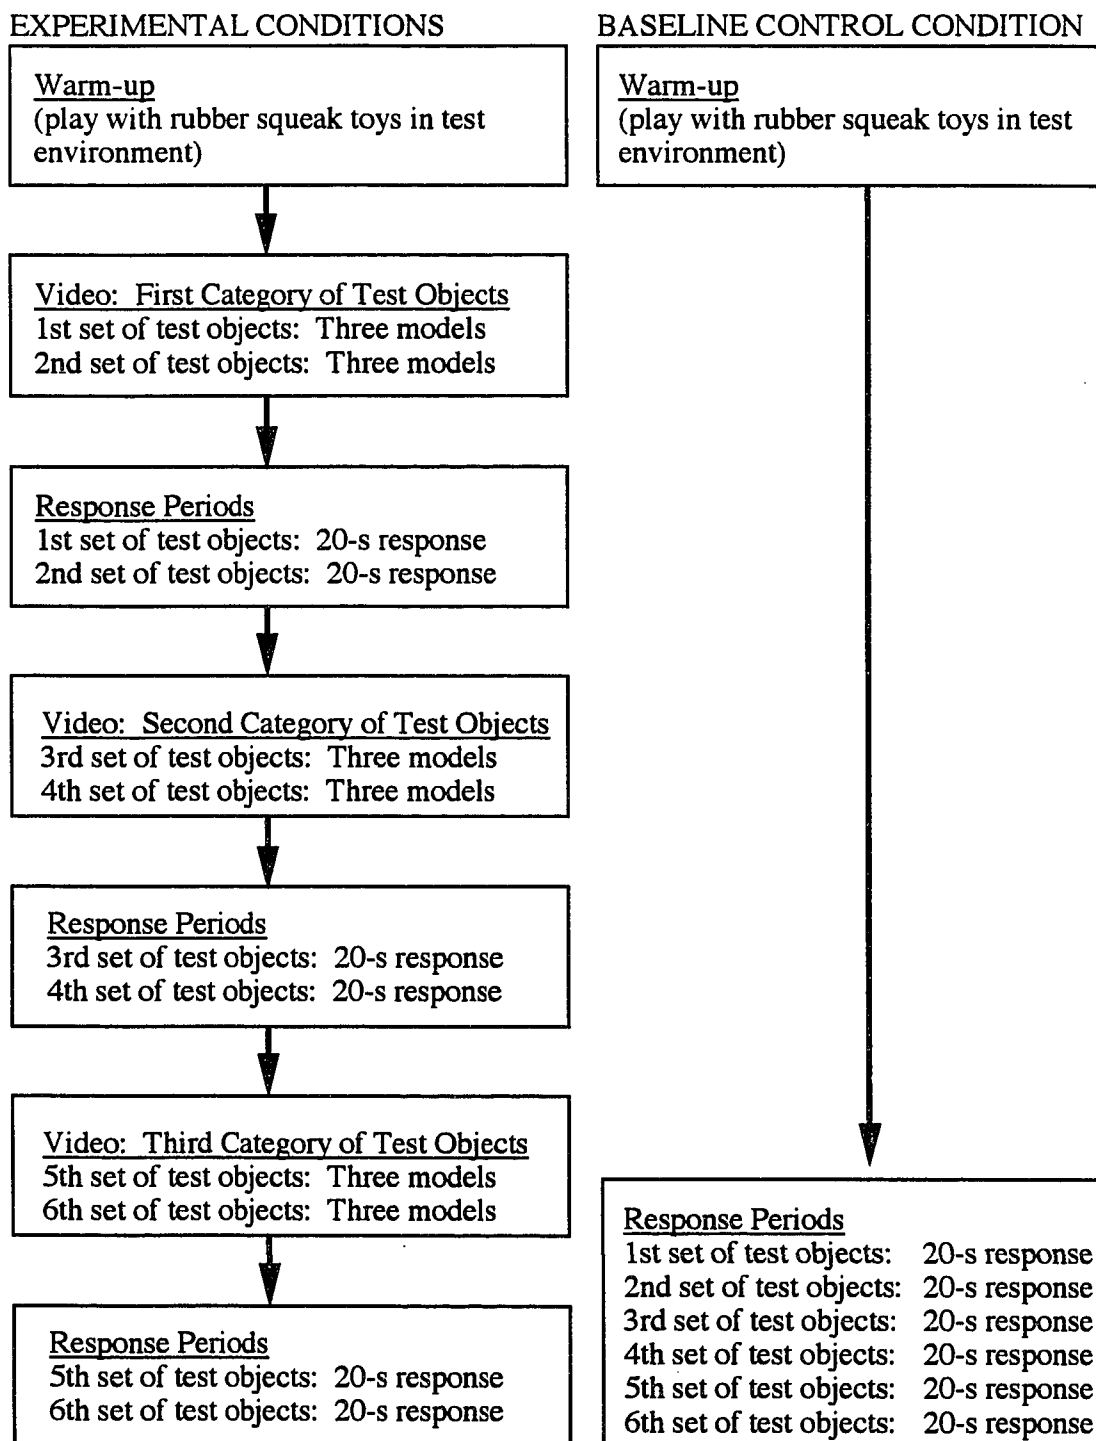 EXPERIMENTAL CONDITIONS
Warm-up
(play with rubber squeak toys in test
environment)
Video: First Category of Test Objects
1st set of test objects: Three models
2nd set of test objects: Three models
Response Periods
1st set of test objects: 20-s response
2nd set of test objects: 20-s response
Video: Second Category of Test Objects
3rd set of test objects: Three models
4th set of test objects: Three models
Response Periods
3rd set of test objects: 20-s response
4th set of test objects: 20-s response
Video: Third Category of Test Objects
5th set of test objects: Three models
6th set of test objects: Three models
Response Periods
5th set of test objects: 20-s response
6th set of test objects: 20-s response
BASELINE CONTROL CONDITION
Warm-up
(play with rubber squeak toys in test
environment)
Response Periods
1st set of test objects: 20-s response
2nd set of test objects: 20-s response
3rd set of test objects: 20-s response
4th set of test objects: 20-s response
5th set of test objects: 20-s response
6th set of test objects: 20-s response